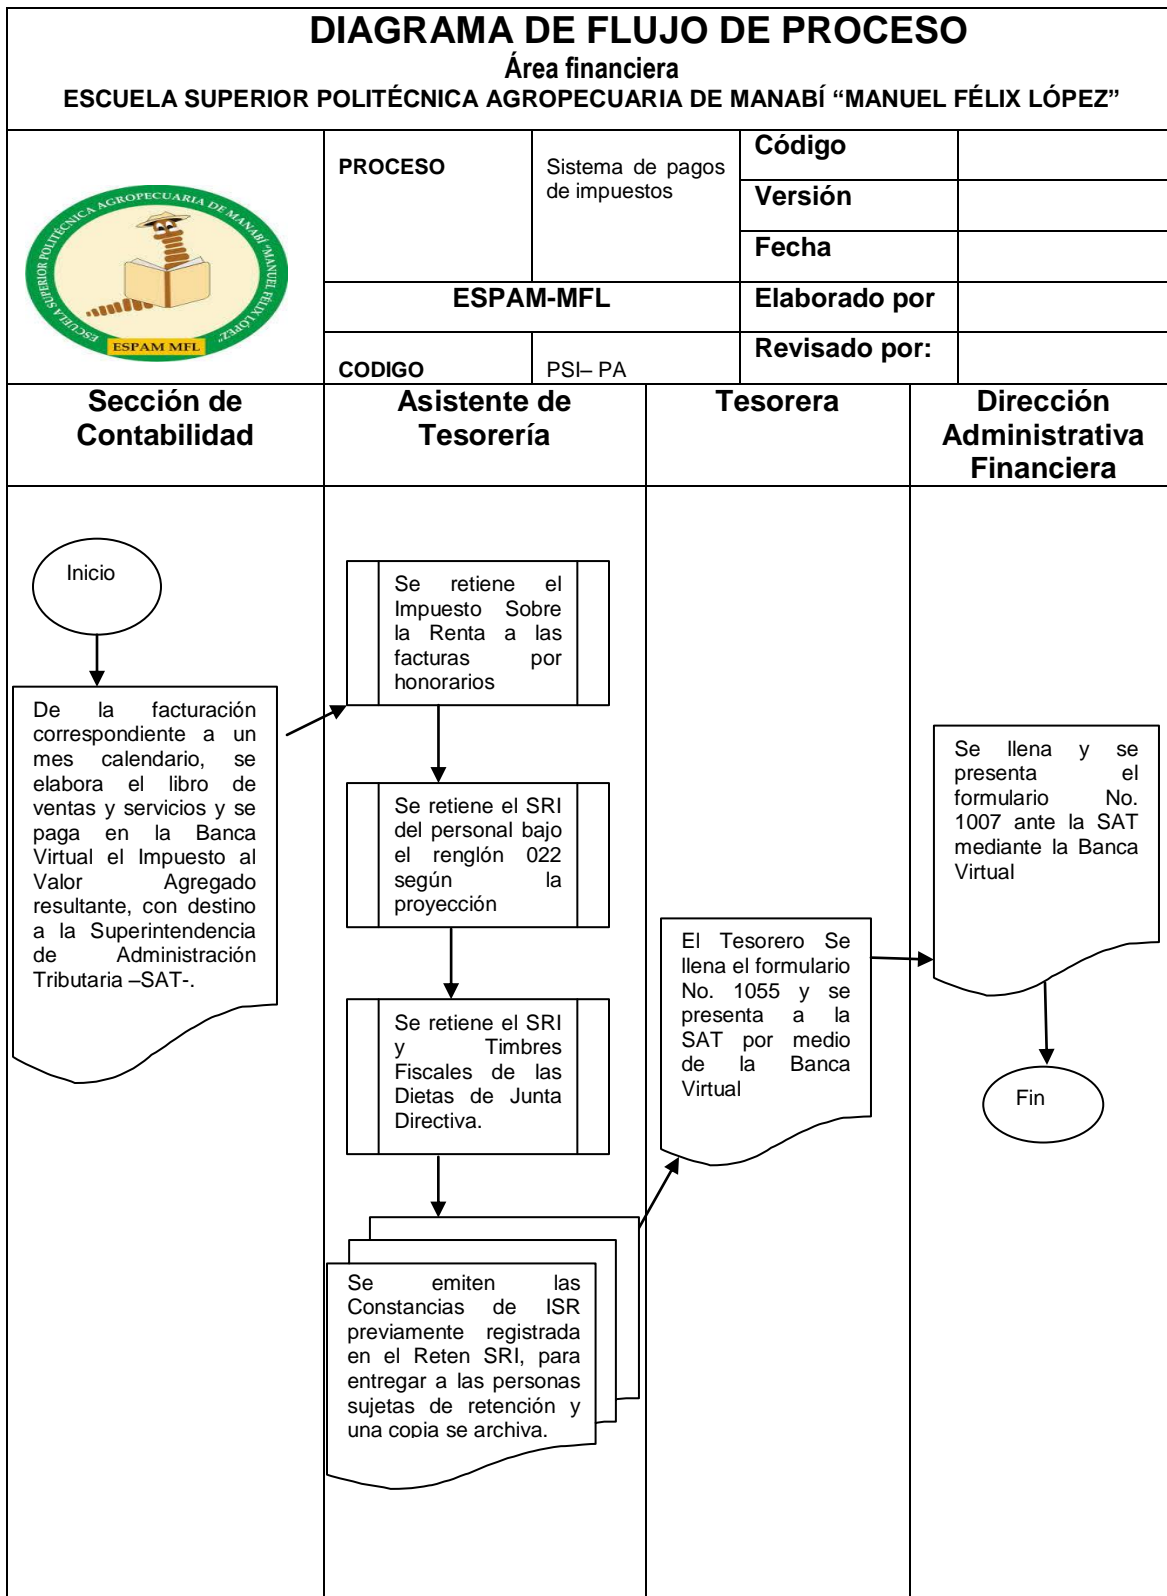 DIAGRAMA DE FLUJO DE PROCESO
Área financiera
ESCUELA SUPERIOR POLITÉCNICA AGROPECUARIA DE MANABÍ “MANUEL FÉLIX LÓPEZ”
ESCUELA SUPERIOR POLITÉCNICA AGROPECUARIA DE MANABÍ "MANUEL FÉLIX LÓPEZ"
ESPAM MFL
PROCESO
Sistema de pagos
de impuestos
Código
Versión
Fecha
ESPAM-MFL
Elaborado por
CODIGO
PSI– PA
Revisado por:
Sección de
Contabilidad
Asistente de
Tesorería
Tesorera
Dirección
Administrativa
Financiera
Inicio
De la facturación
correspondiente a un
mes calendario, se
elabora el libro de
ventas y servicios y se
paga en la Banca
Virtual el Impuesto al
Valor Agregado
resultante, con destino
a la Superintendencia
de Administración
Tributaria –SAT-.
Se retiene el
Impuesto Sobre
la Renta a las
facturas por
honorarios
Se retiene el SRI
del personal bajo
el renglón 022
según la
proyección
Se retiene el SRI
y Timbres
Fiscales de las
Dietas de Junta
Directiva.
Se emiten las
Constancias de ISR
previamente registrada
en el Reten SRI, para
entregar a las personas
sujetas de retención y
una copia se archiva.
El Tesorero Se
llena el formulario
No. 1055 y se
presenta a la
SAT por medio
de la Banca
Virtual
Se llena y se
presenta el
formulario No.
1007 ante la SAT
mediante la Banca
Virtual
Fin